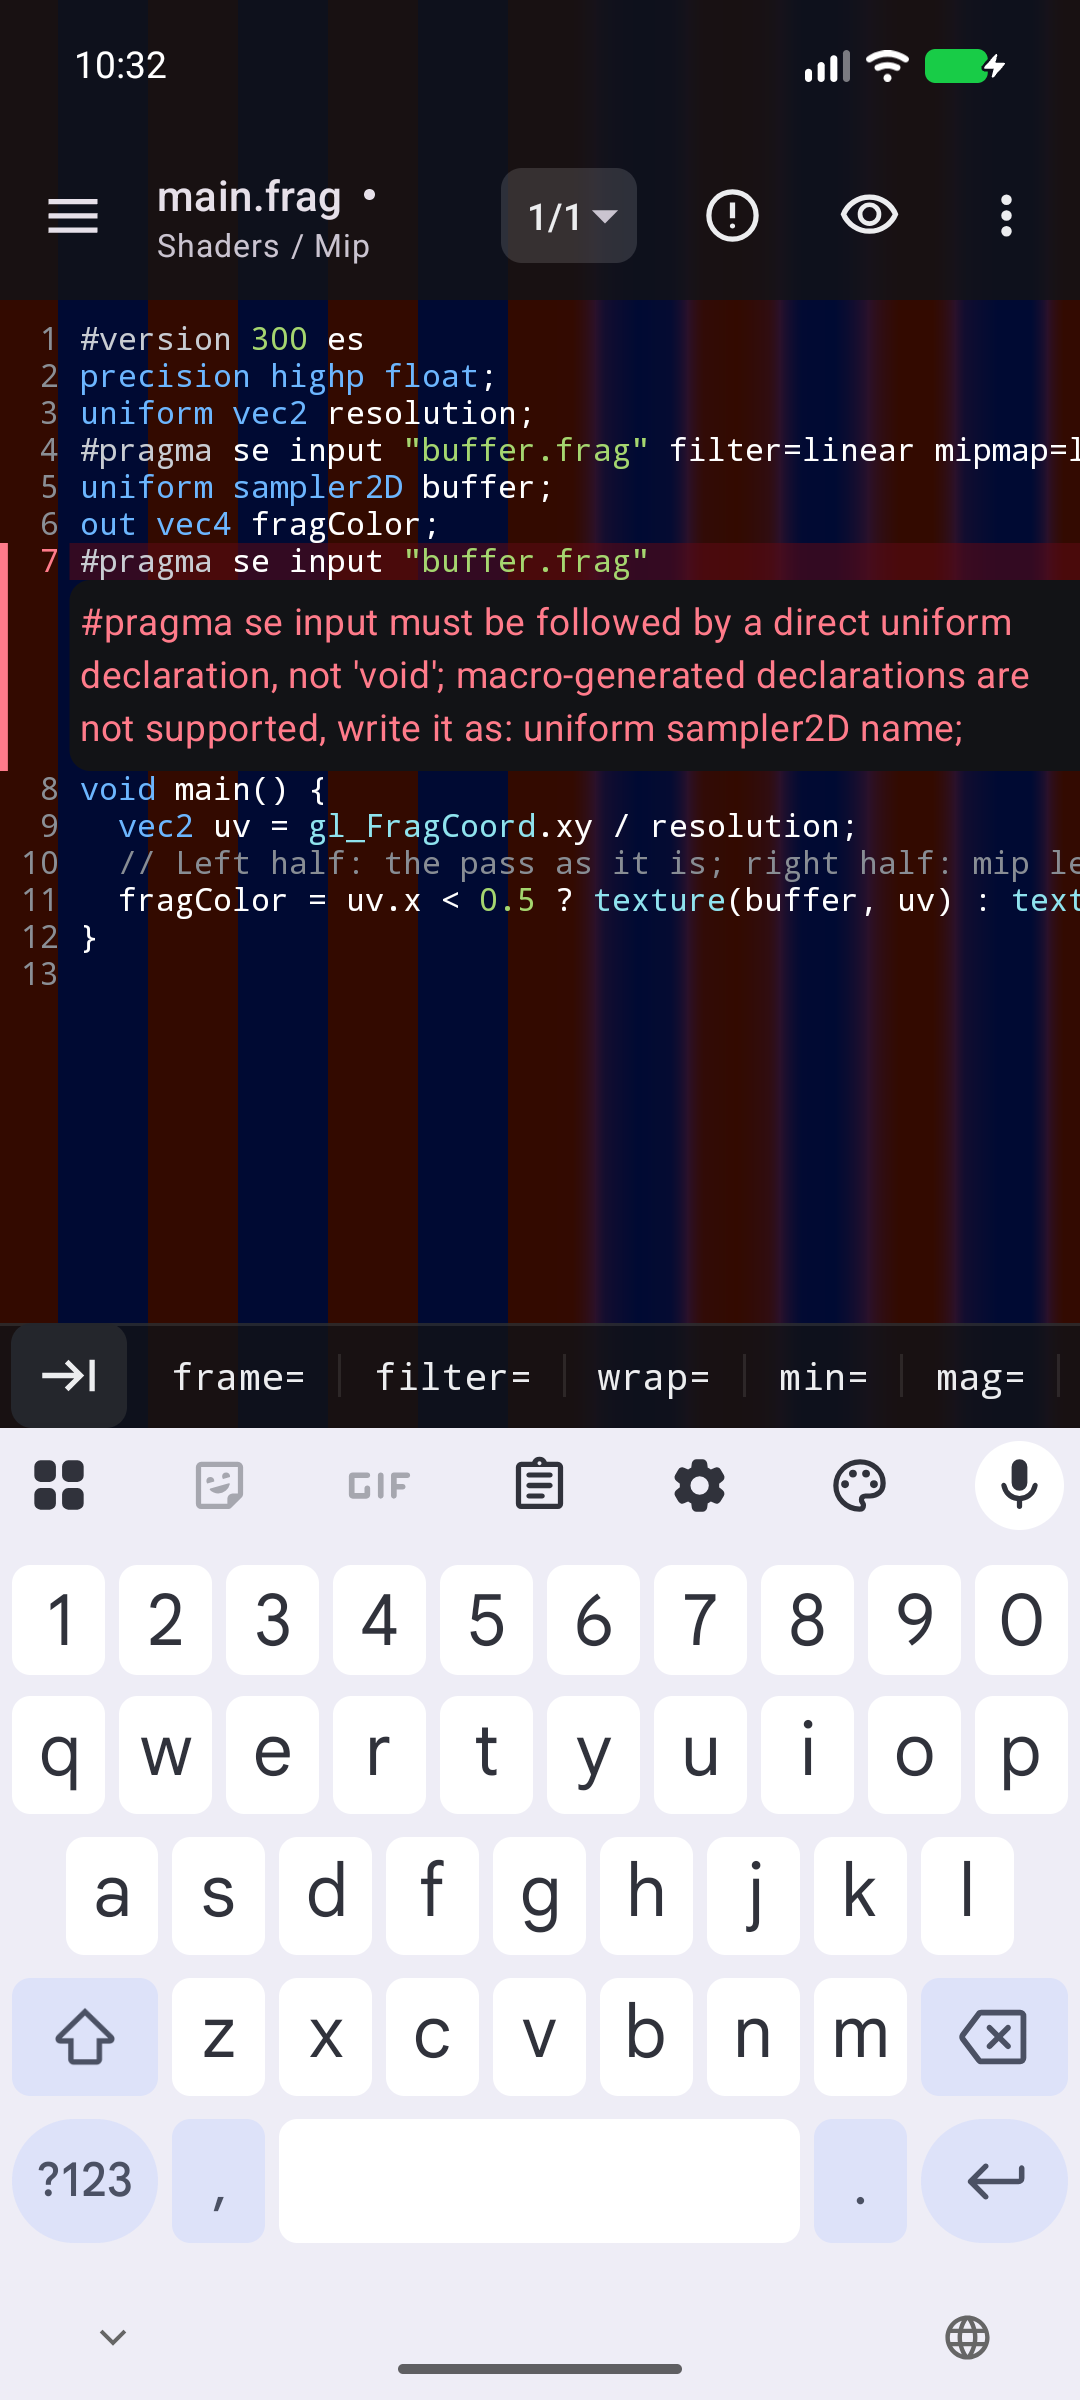 10:32
main.frag •
Shaders / Mip
1/1
1 #version 300 es
2 precision highp float;
3 uniform vec2 resolution;
4 #pragma se input "buffer.frag" filter=linear mipmap=l
5 uniform sampler2D buffer;
6 out vec4 fragColor;
7 #pragma se input "buffer.frag"
#pragma se input must be followed by a direct uniform
declaration, not 'void'; macro-generated declarations are
not supported, write it as: uniform sampler2D name;
8 void main() {
9   vec2 uv = gl_FragCoord.xy / resolution;
10   // Left half: the pass as it is; right half: mip le
11   fragColor = uv.x < 0.5 ? texture(buffer, uv) : text
12 }
13
frame= filter= wrap= min= mag=
GIF
1 2 3 4 5 6 7 8 9 0
q w e r t y u i o p
a s d f g h j k l
z x c v b n m
?123 , .